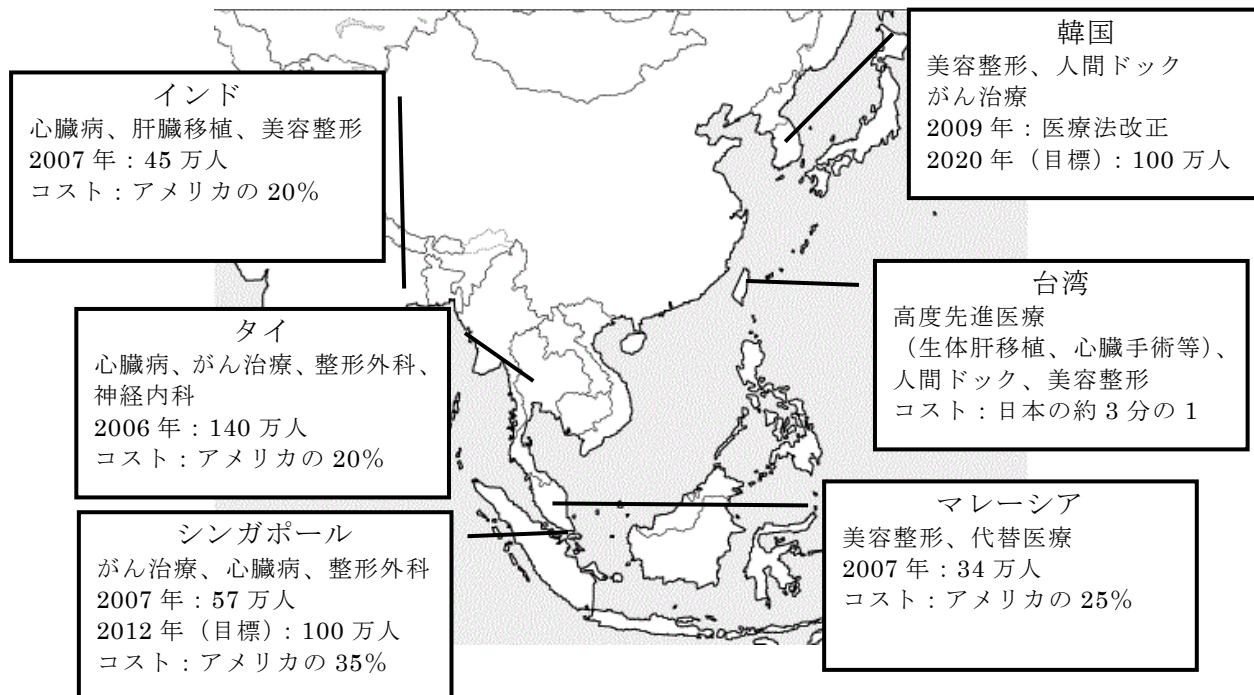 インド
心臓病、肝臓移植、美容整形
2007 年：45 万人
コスト：アメリカの 20%
韓国
美容整形、人間ドック
がん治療
2009 年：医療法改正
2020 年（目標）：100 万人
タイ
心臓病、がん治療、整形外科、
神経内科
2006 年：140 万人
コスト：アメリカの 20%
台湾
高度先進医療
（生体肝移植、心臓手術等）、
人間ドック、美容整形
コスト：日本の約 3 分の 1
シンガポール
がん治療、心臓病、整形外科
2007 年：57 万人
2012 年（目標）：100 万人
コスト：アメリカの 35%
マレーシア
美容整形、代替医療
2007 年：34 万人
コスト：アメリカの 25%